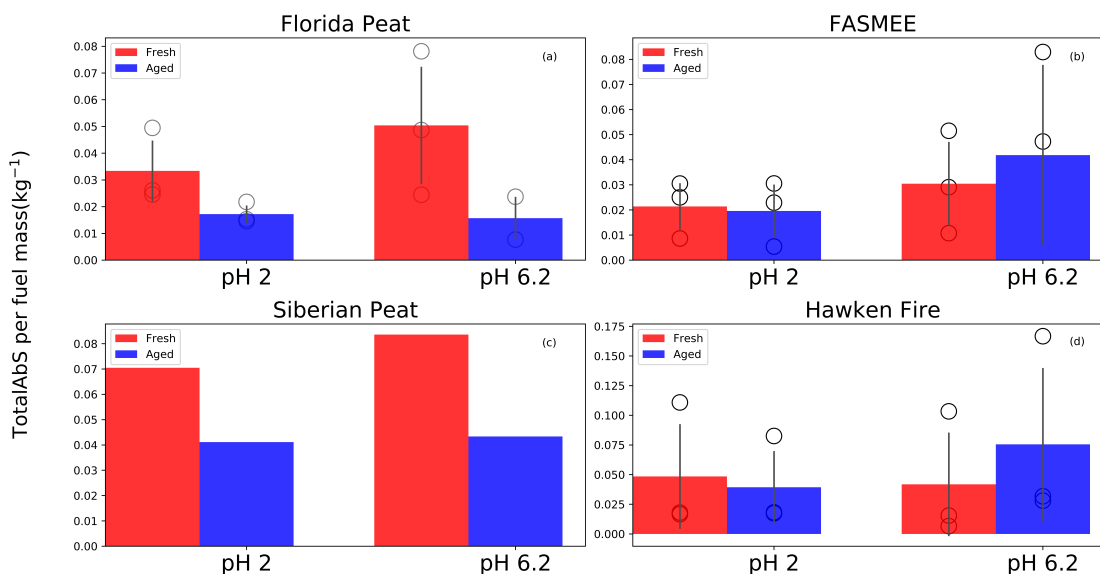 TotalAbS per fuel mass(kg⁻¹)
Florida Peat
Fresh
Aged
(a)
0.08
0.07
0.06
0.05
0.04
0.03
0.02
0.01
0.00
pH 2
pH 6.2
FASMEE
Fresh
Aged
(b)
0.08
0.07
0.06
0.05
0.04
0.03
0.02
0.01
0.00
pH 2
pH 6.2
Siberian Peat
Fresh
Aged
(c)
0.08
0.07
0.06
0.05
0.04
0.03
0.02
0.01
0.00
pH 2
pH 6.2
Hawken Fire
Fresh
Aged
(d)
0.175
0.150
0.125
0.100
0.075
0.050
0.025
0.000
pH 2
pH 6.2